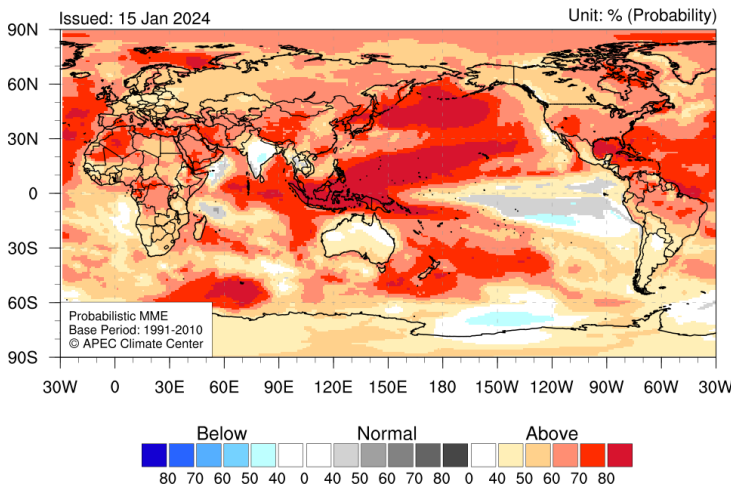 Issued: 15 Jan 2024 Unit: % (Probability)
90N
60N
30N
0
30S
60S
90S
Probabilistic MME
Base Period: 1991-2010
© APEC Climate Center
30W 0 30E 60E 90E 120E 150E 180 150W 120W 90W 60W 30W
Below Normal Above
80 70 60 50 40 0 40 50 60 70 80 0 40 50 60 70 80